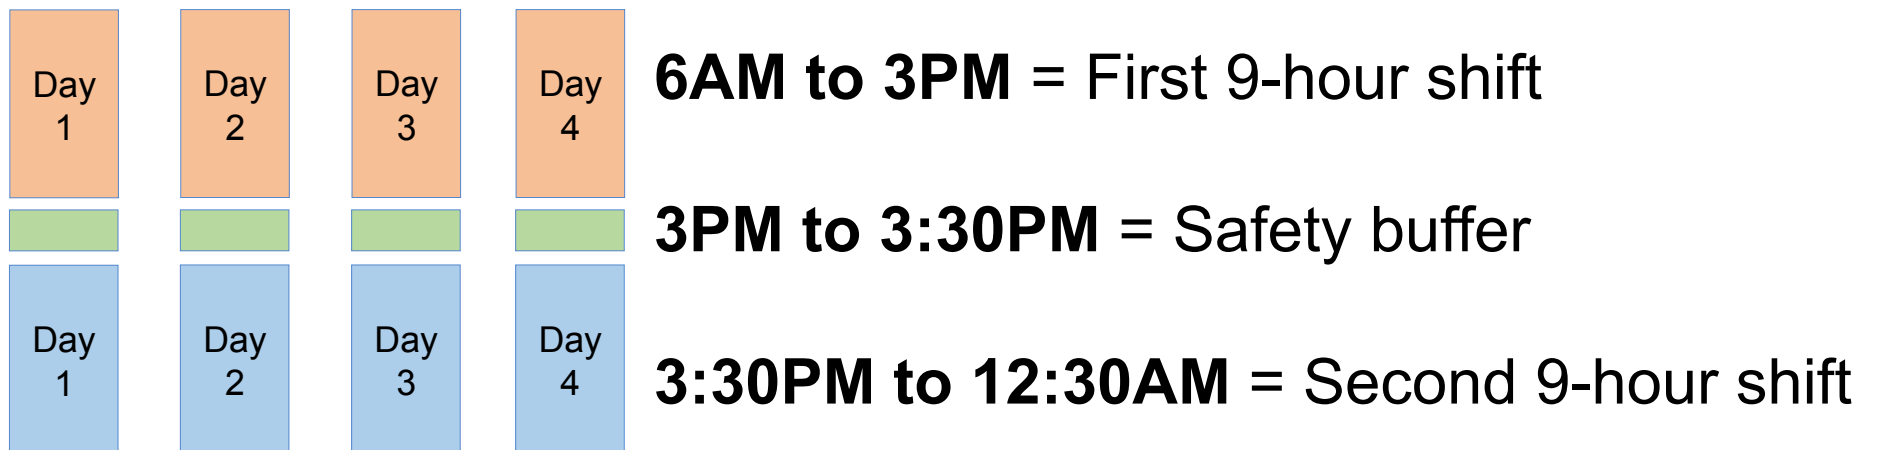 Day
1
Day
2
Day
3
Day
4
6AM to 3PM = First 9-hour shift
3PM to 3:30PM = Safety buffer
Day
1
Day
2
Day
3
Day
4
3:30PM to 12:30AM = Second 9-hour shift